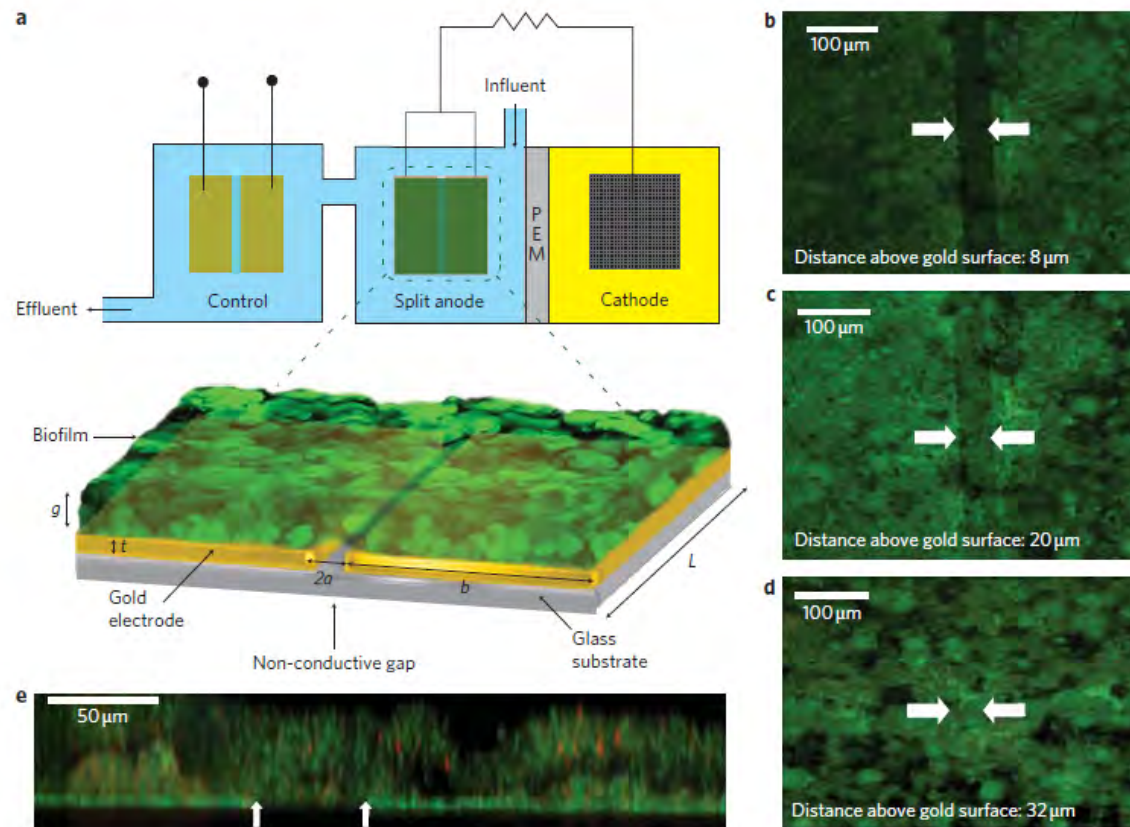 a
Influent
P
E
M
Control
Split anode
Cathode
Effluent
Biofilm
g
t
2a
b
L
Gold
electrode
Glass
substrate
Non-conductive gap
b
100 µm
Distance above gold surface: 8 µm
c
100 µm
Distance above gold surface: 20 µm
d
100 µm
Distance above gold surface: 32 µm
e
50 µm